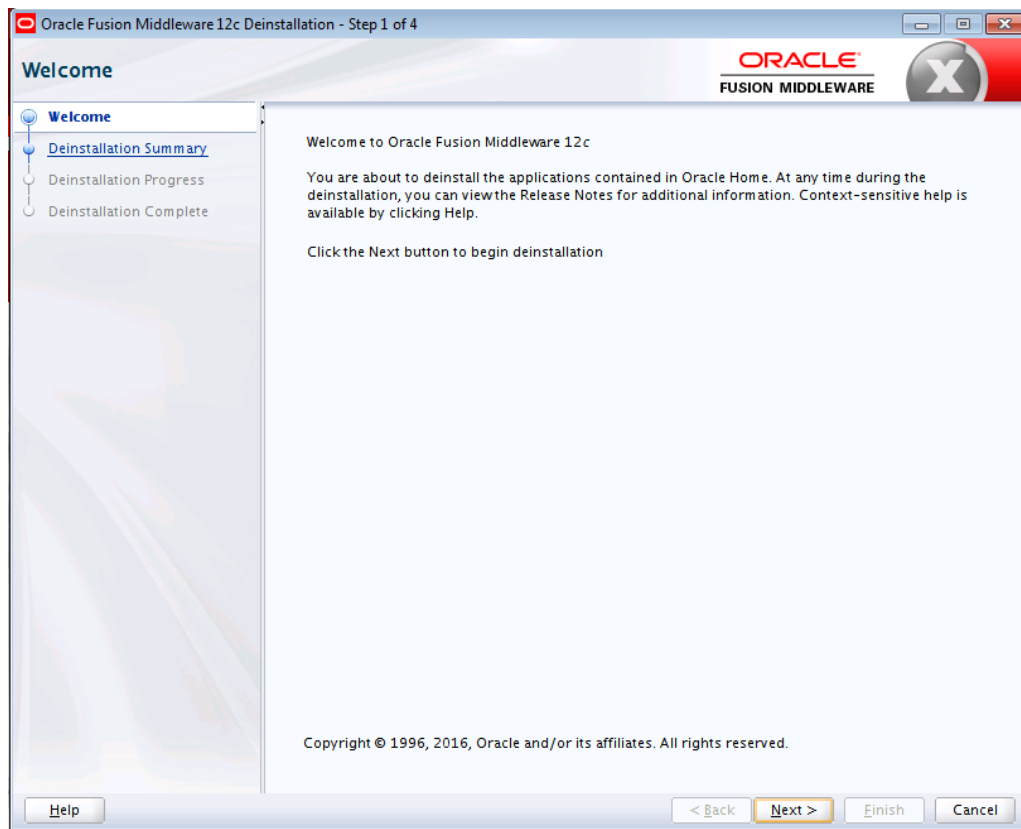 Oracle Fusion Middleware 12c Deinstallation - Step 1 of 4
Welcome
ORACLE
FUSION MIDDLEWARE
Welcome
Deinstallation Summary
Deinstallation Progress
Deinstallation Complete
Welcome to Oracle Fusion Middleware 12c
You are about to deinstall the applications contained in Oracle Home. At any time during the
deinstallation, you can view the Release Notes for additional information. Context-sensitive help is
available by clicking Help.
Click the Next button to begin deinstallation
Copyright © 1996, 2016, Oracle and/or its affiliates. All rights reserved.
Help
< Back
Next >
Finish
Cancel